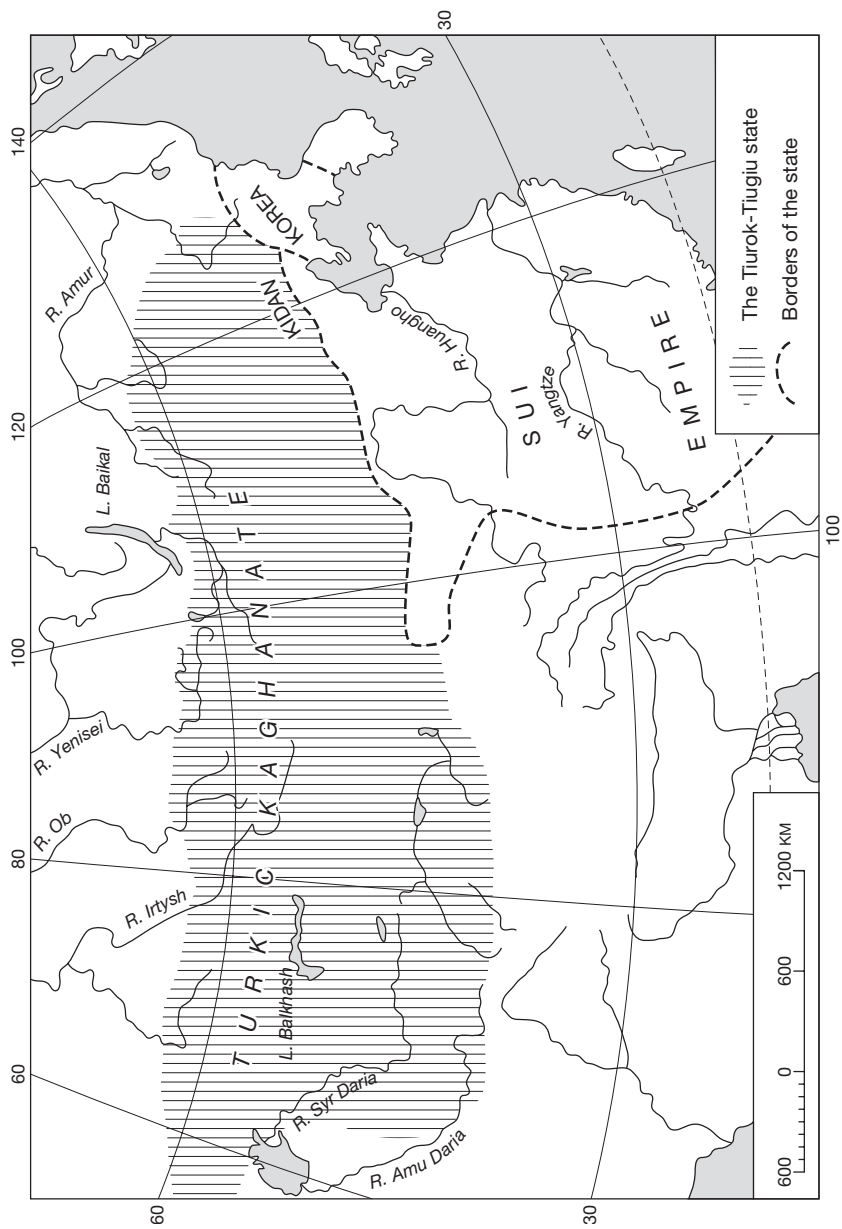 60
80
100
120
140
R. Ob
R. Yenisei
L. Baikal
R. Amur
R. Irtysh
60
TURKIC KAGHANATE
L. Balkhash
R. Syr Daria
R. Amu Daria
KIDAN
KOREA
R. Huangho
30
SUI
R. Yangtze
EMPIRE
30
The Tiurok-Tiugiu state
Borders of the state
600 0 600 1200 KM
100